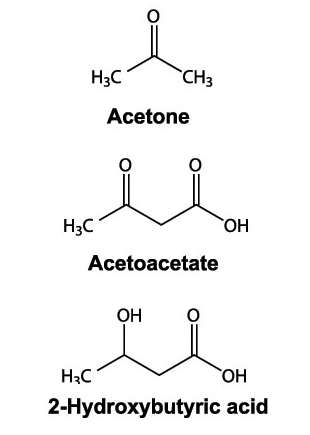 O
H₃C CH₃
Acetone
O O
H₃C OH
Acetoacetate
OH O
H₃C OH
2-Hydroxybutyric acid